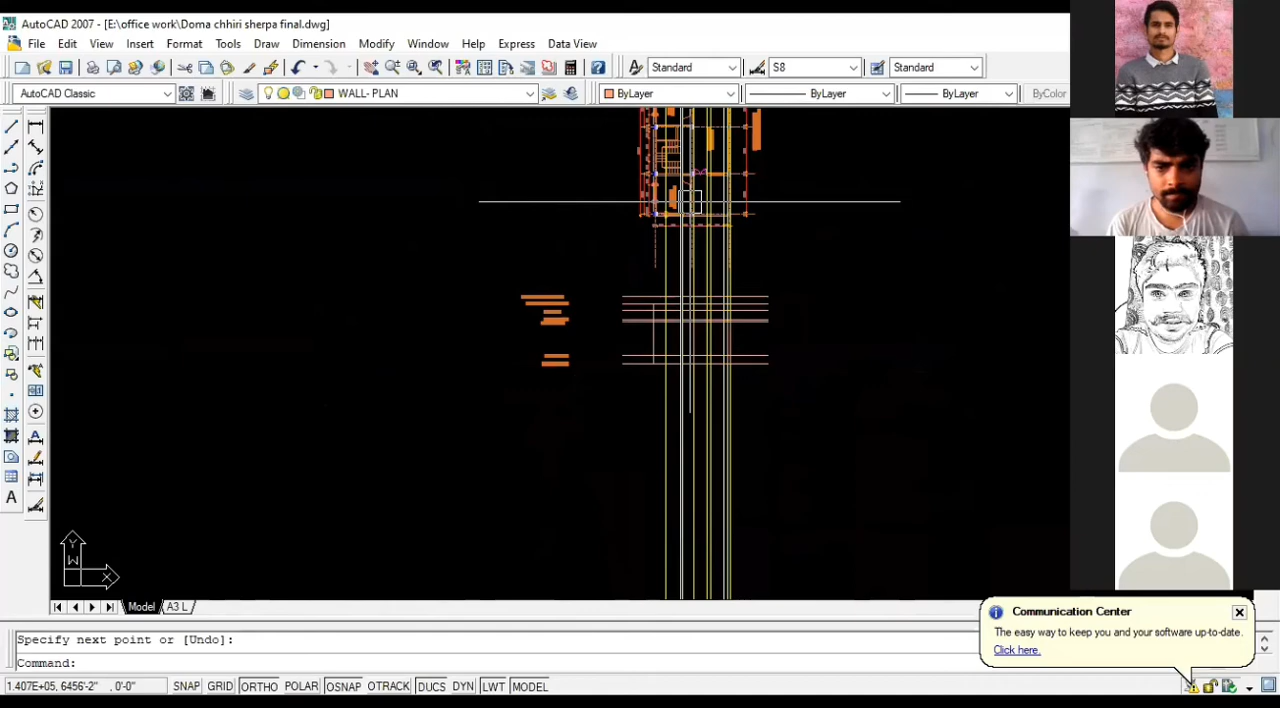 AutoCAD 2007 - [E:\office work\Doma chhiri sherpa final.dwg]
File Edit View Insert Format Tools Draw Dimension Modify Window Help Express Data View
Standard S8 Standard
AutoCAD Classic WALL- PLAN ByLayer ByLayer ByLayer ByColor
A
Y
W
X
Model A3 L
Communication Center
The easy way to keep you and your software up-to-date.
Click here.
Specify next point or [Undo]:
Command:
1.407E+05, 6456'-2" , 0'-0" SNAP GRID ORTHO POLAR OSNAP OTRACK DUCS DYN LWT MODEL